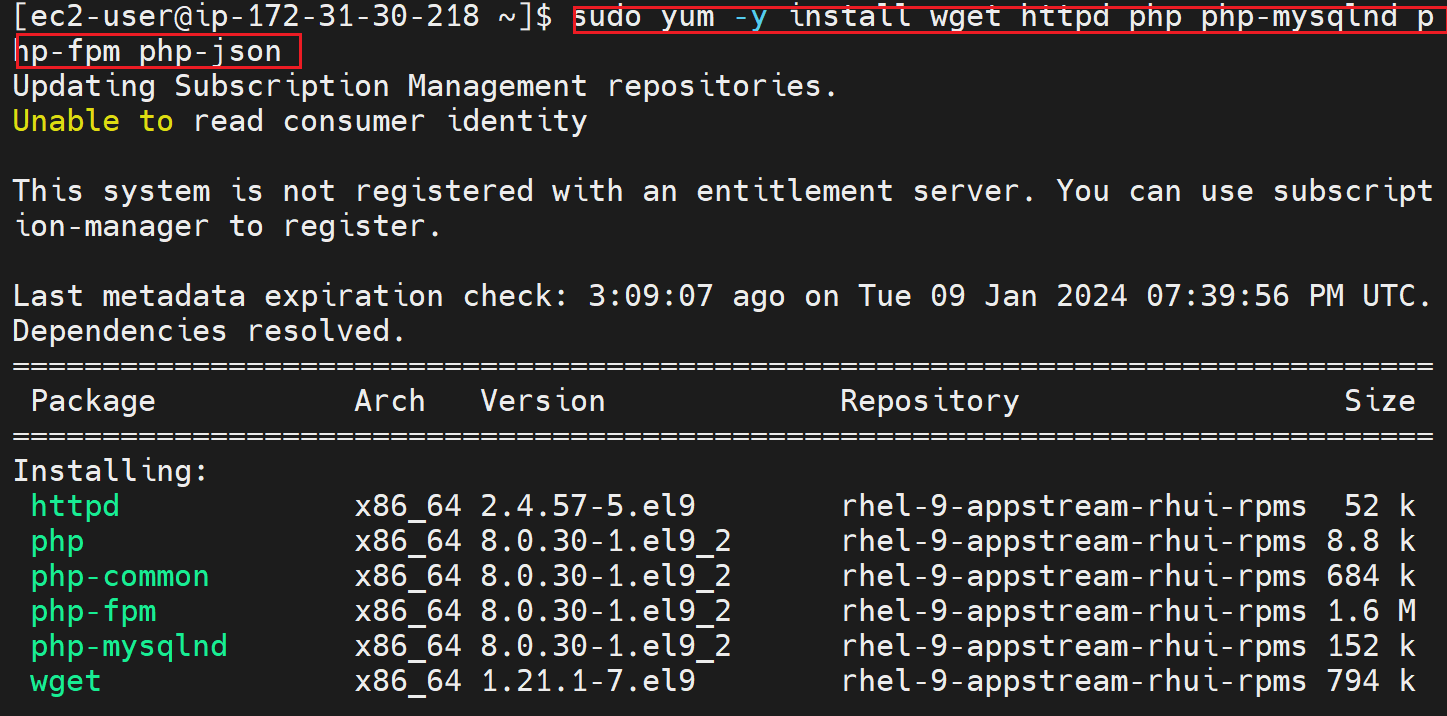 [ec2-user@ip-172-31-30-218 ~]$ sudo yum -y install wget httpd php php-mysqlnd p
hp-fpm php-json
Updating Subscription Management repositories.
Unable to read consumer identity
This system is not registered with an entitlement server. You can use subscript
ion-manager to register.
Last metadata expiration check: 3:09:07 ago on Tue 09 Jan 2024 07:39:56 PM UTC.
Dependencies resolved.
===============================================================================
Package Arch Version Repository Size
===============================================================================
Installing:
httpd x86_64 2.4.57-5.el9 rhel-9-appstream-rhui-rpms 52 k
php x86_64 8.0.30-1.el9_2 rhel-9-appstream-rhui-rpms 8.8 k
php-common x86_64 8.0.30-1.el9_2 rhel-9-appstream-rhui-rpms 684 k
php-fpm x86_64 8.0.30-1.el9_2 rhel-9-appstream-rhui-rpms 1.6 M
php-mysqlnd x86_64 8.0.30-1.el9_2 rhel-9-appstream-rhui-rpms 152 k
wget x86_64 1.21.1-7.el9 rhel-9-appstream-rhui-rpms 794 k